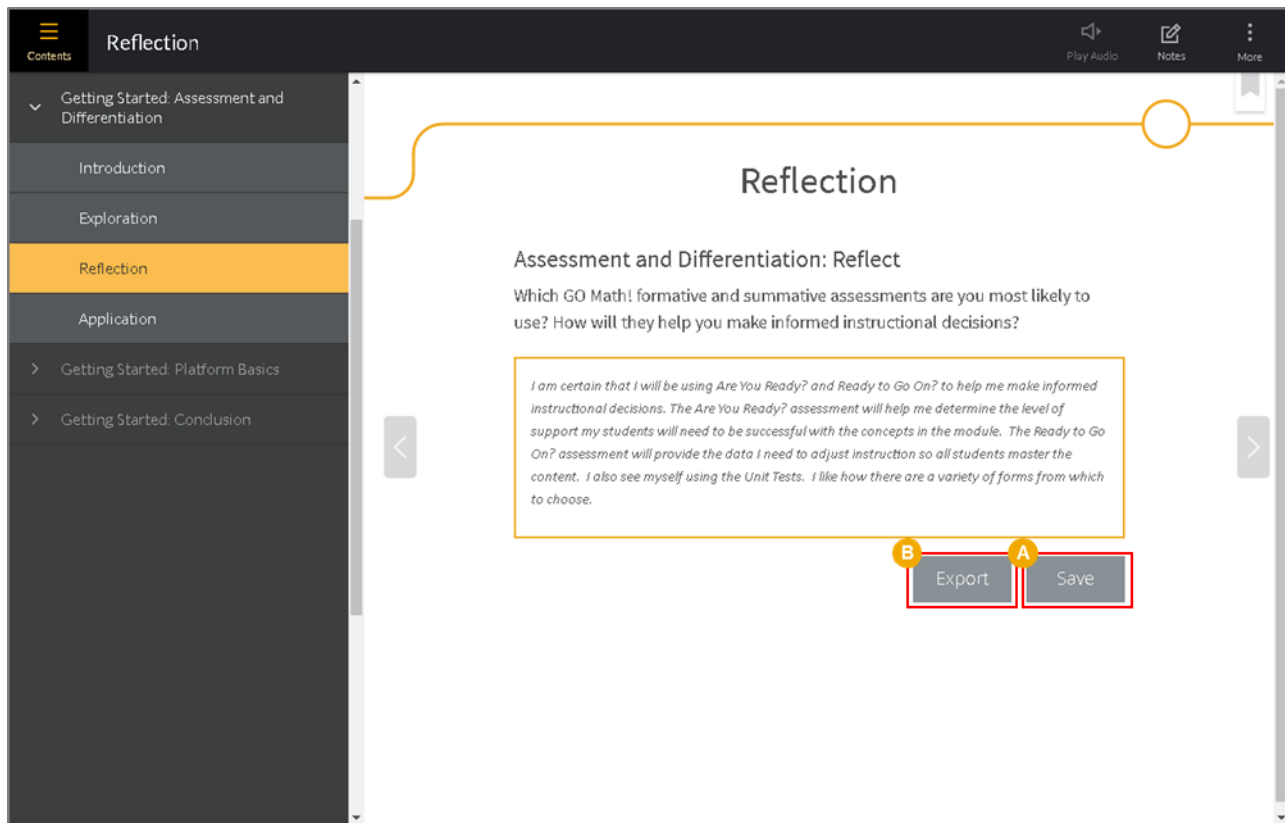 Contents
Reflection
Play Audio
Notes
More
Getting Started: Assessment and
Differentiation
Introduction
Exploration
Reflection
Application
Getting Started: Platform Basics
Getting Started: Conclusion
Reflection
Assessment and Differentiation: Reflect
Which GO Math! formative and summative assessments are you most likely to
use? How will they help you make informed instructional decisions?
I am certain that I will be using Are You Ready? and Ready to Go On? to help me make informed
instructional decisions. The Are You Ready? assessment will help me determine the level of
support my students will need to be successful with the concepts in the module. The Ready to Go
On? assessment will provide the data I need to adjust instruction so all students master the
content. I also see myself using the Unit Tests. I like how there are a variety of forms from which
to choose.
B
A
Export
Save